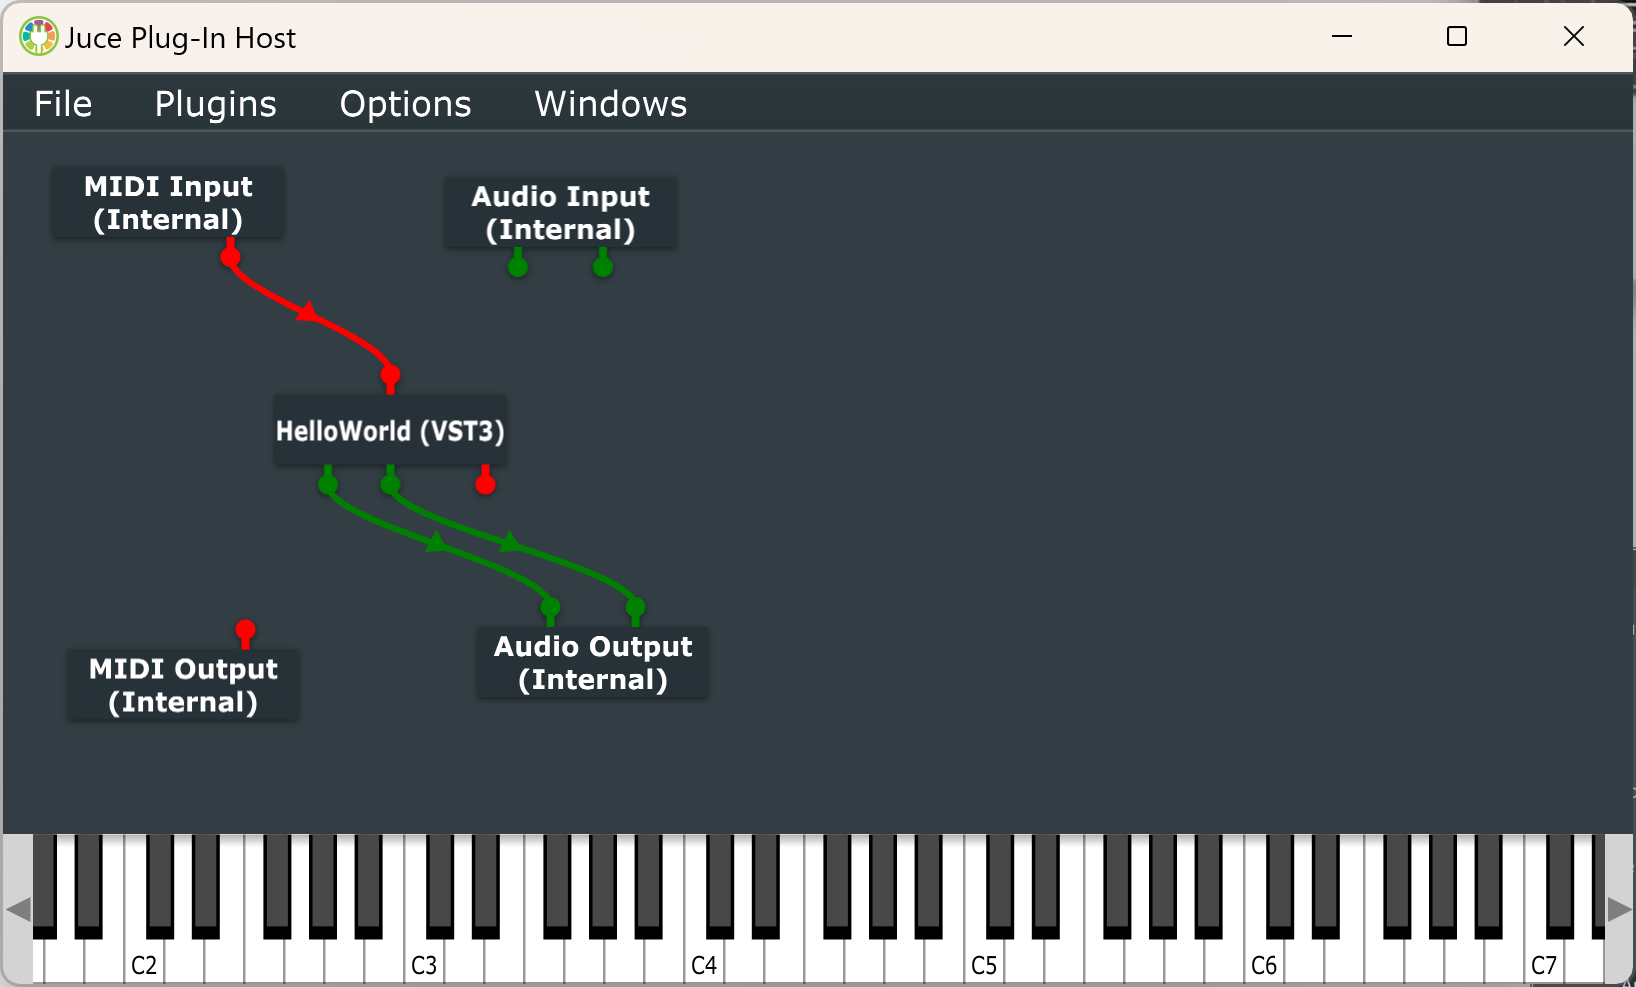 Juce Plug-In Host
File Plugins Options Windows
MIDI Input
(Internal)
Audio Input
(Internal)
HelloWorld (VST3)
MIDI Output
(Internal)
Audio Output
(Internal)
C2 C3 C4 C5 C6 C7